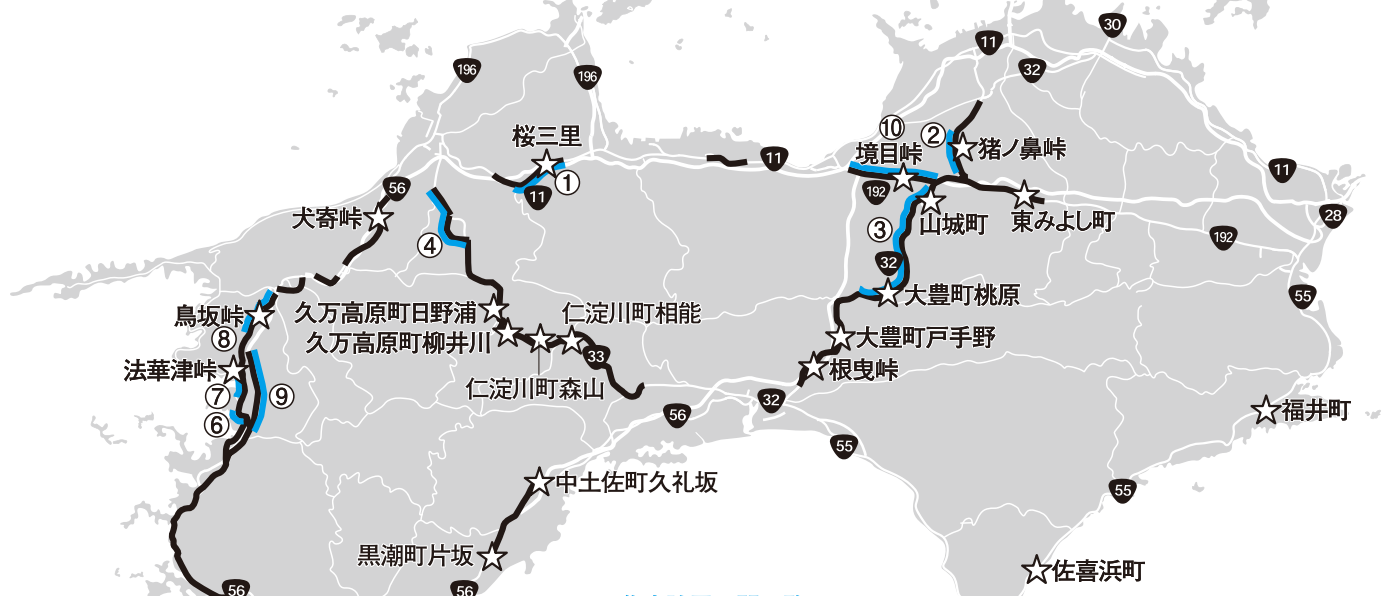 30
11
32
196
196
桜三里
①
11
11
⑩
②
境目峠
猪ノ鼻峠
192
11
56
犬寄峠
③
山城町
東みよし町
28
192
④
32
大豊町桃原
55
鳥坂峠
⑧
久万高原町日野浦
仁淀川町相能
久万高原町柳井川
大豊町戸手野
33
法華津峠
仁淀川町森山
根曳峠
⑦
⑨
⑥
56
32
福井町
55
中土佐町久礼坂
55
黒潮町片坂
佐喜浜町
56
56